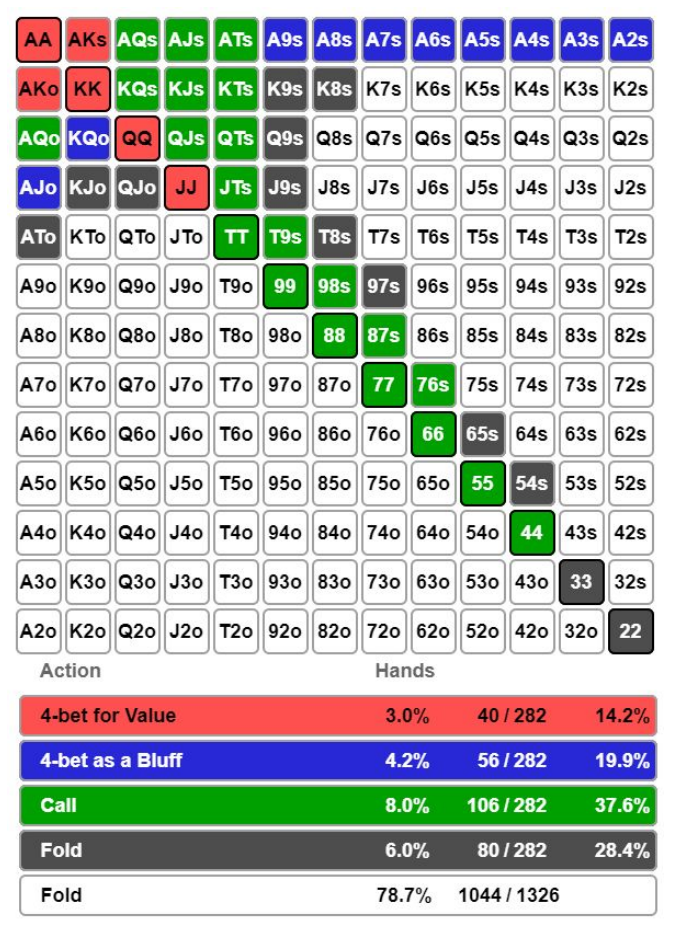 AA AKs AQs AJs ATs A9s A8s A7s A6s A5s A4s A3s A2s
AKo KK KQs KJs KTs K9s K8s K7s K6s K5s K4s K3s K2s
AQo KQo QQ QJs QTs Q9s Q8s Q7s Q6s Q5s Q4s Q3s Q2s
AJo KJo QJo JJ JTs J9s J8s J7s J6s J5s J4s J3s J2s
ATo KTo QTo JTo TT T9s T8s T7s T6s T5s T4s T3s T2s
A9o K9o Q9o J9o T9o 99 98s 97s 96s 95s 94s 93s 92s
A8o K8o Q8o J8o T8o 98o 88 87s 86s 85s 84s 83s 82s
A7o K7o Q7o J7o T7o 97o 87o 77 76s 75s 74s 73s 72s
A6o K6o Q6o J6o T6o 96o 86o 76o 66 65s 64s 63s 62s
A5o K5o Q5o J5o T5o 95o 85o 75o 65o 55 54s 53s 52s
A4o K4o Q4o J4o T4o 94o 84o 74o 64o 54o 44 43s 42s
A3o K3o Q3o J3o T3o 93o 83o 73o 63o 53o 43o 33 32s
A2o K2o Q2o J2o T2o 92o 82o 72o 62o 52o 42o 32o 22
Action Hands
4-bet for Value 3.0% 40 / 282 14.2%
4-bet as a Bluff 4.2% 56 / 282 19.9%
Call 8.0% 106 / 282 37.6%
Fold 6.0% 80 / 282 28.4%
Fold 78.7% 1044 / 1326